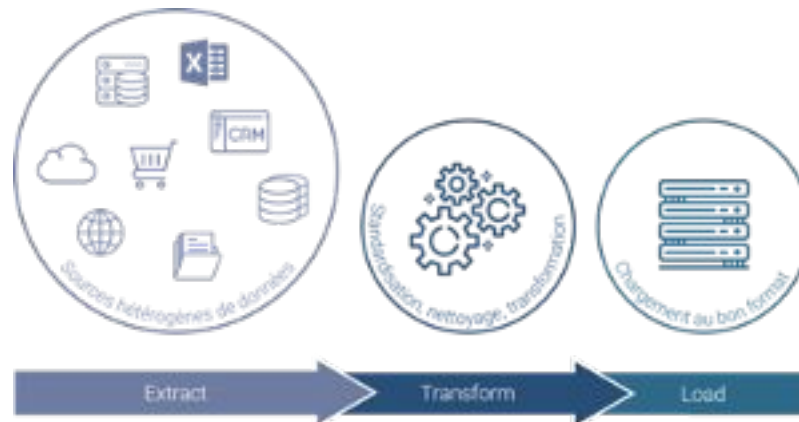 X
CRM
Sources hétérogènes de données
Standardisation, nettoyage, transformation
Chargement au bon format
Extract
Transform
Load